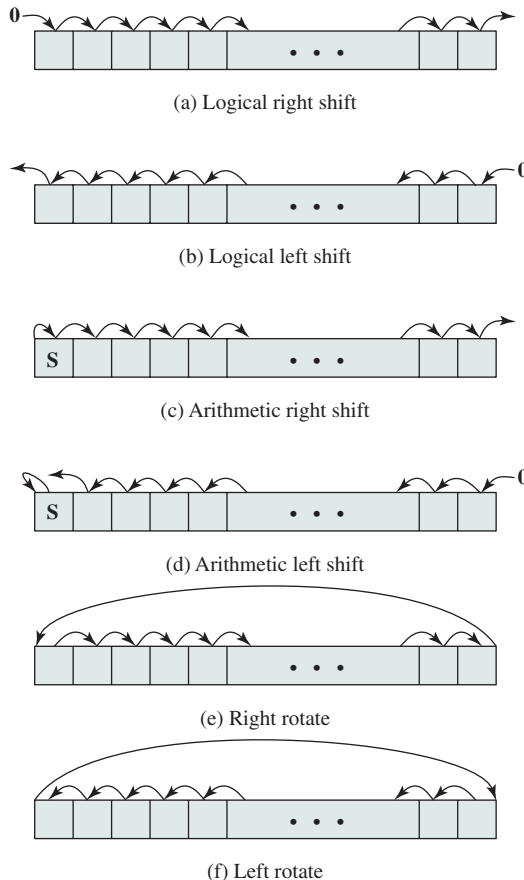 0
• • •
(a) Logical right shift
0
• • •
(b) Logical left shift
S
• • •
(c) Arithmetic right shift
0
S
• • •
(d) Arithmetic left shift
• • •
(e) Right rotate
• • •
(f) Left rotate